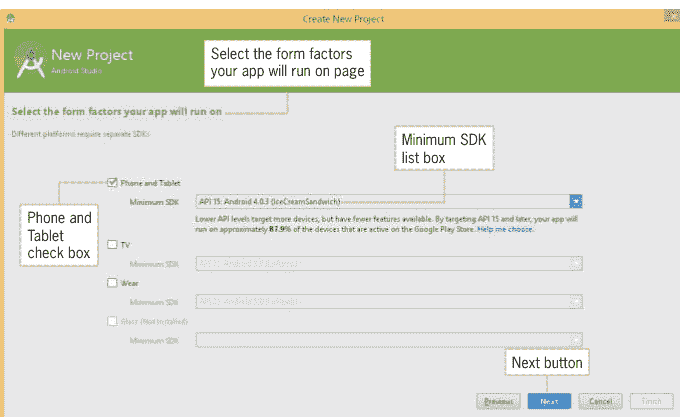 Create New Project
New Project
Android Studio
Select the form factors
your app will run on page
Select the form factors your app will run on
Different platforms require separate SDKs
Minimum SDK
list box
Phone and Tablet
Minimum SDK
API 15: Android 4.0.3 (IceCreamSandwich)
Lower API levels target more devices, but have fewer features available. By targeting API 15 and later, your app will
run on approximately 87.9% of the devices that are active on the Google Play Store. Help me choose.
Phone and
Tablet
check box
TV
Minimum SDK
Wear
Minimum SDK
Glass (Not Installed)
Minimum SDK
Next button
Previous
Next
Cancel
Finish